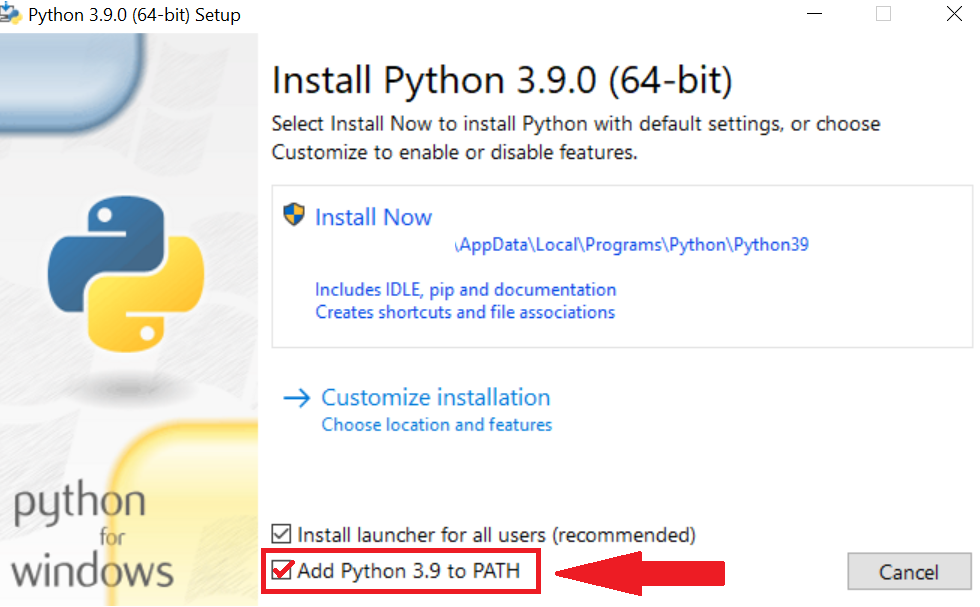 Python 3.9.0 (64-bit) Setup
Install Python 3.9.0 (64-bit)
Select Install Now to install Python with default settings, or choose
Customize to enable or disable features.
Install Now
\AppData\Local\Programs\Python\Python39
Includes IDLE, pip and documentation
Creates shortcuts and file associations
Customize installation
Choose location and features
python
for
windows
Install launcher for all users (recommended)
Add Python 3.9 to PATH
Cancel